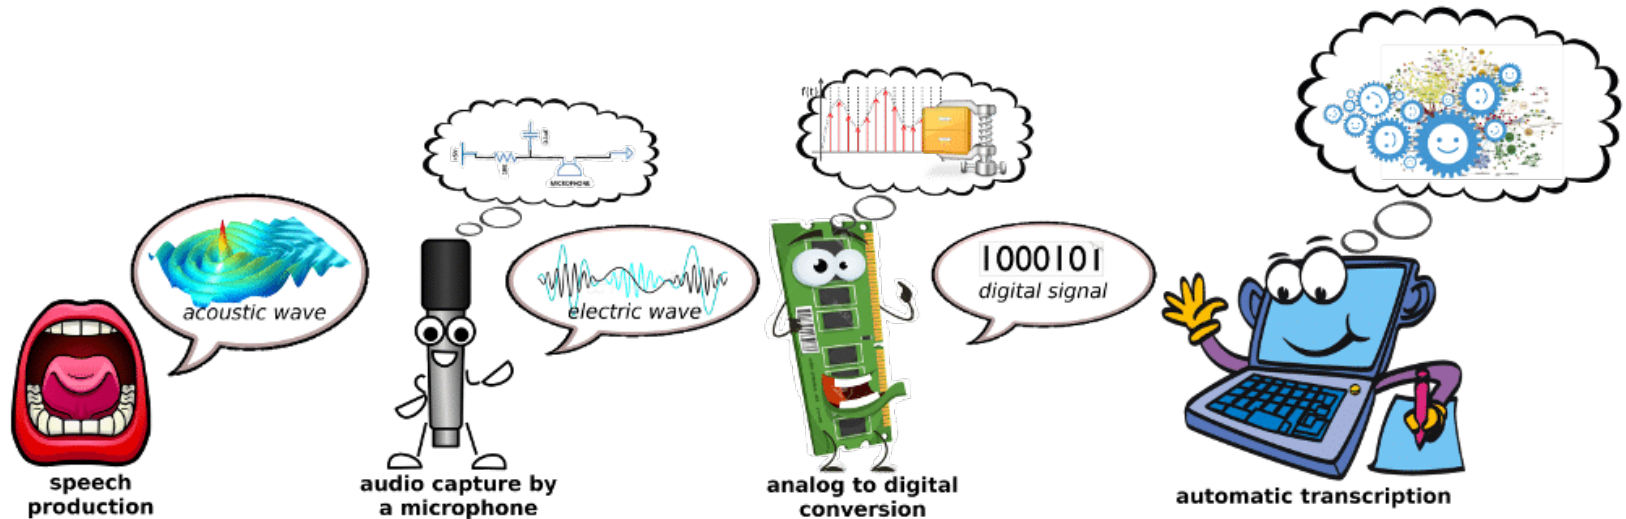 f(t)
MICROPHONE
acoustic wave
electric wave
1000101
digital signal
speech
production
audio capture by
a microphone
analog to digital
conversion
automatic transcription